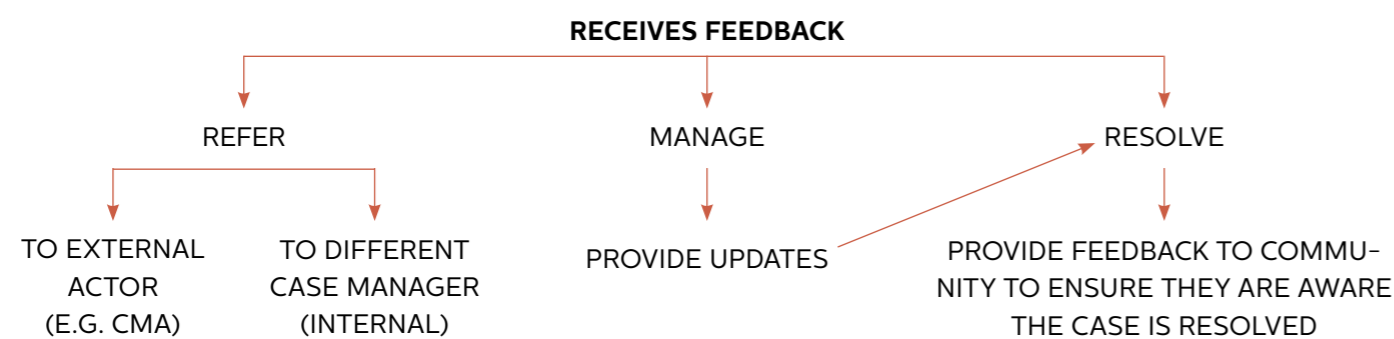 RECEIVES FEEDBACK
REFER
MANAGE
RESOLVE
TO EXTERNAL
ACTOR
(E.G. CMA)
TO DIFFERENT
CASE MANAGER
(INTERNAL)
PROVIDE UPDATES
PROVIDE FEEDBACK TO COMMU-
NITY TO ENSURE THEY ARE AWARE
THE CASE IS RESOLVED